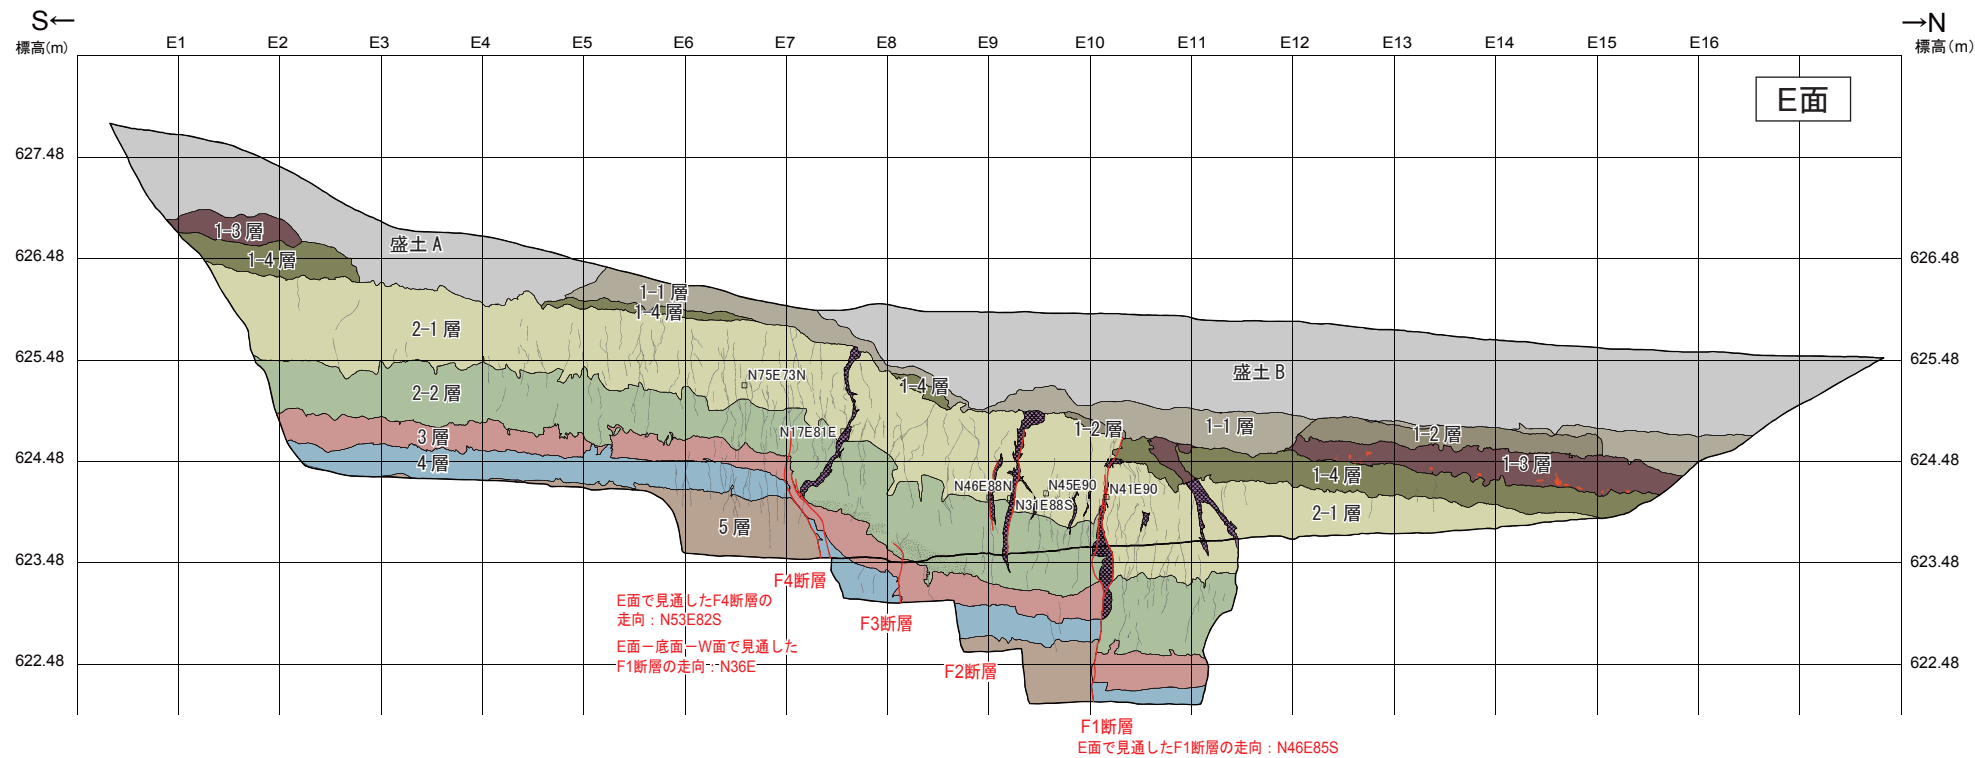 S←
→N
標高(m)
E1
E2
E3
E4
E5
E6
E7
E8
E9
E10
E11
E12
E13
E14
E15
E16
標高(m)
E面
627.48
626.48
625.48
624.48
623.48
622.48
626.48
625.48
624.48
623.48
622.48
1-3 層
1-4 層
盛土 A
1-1 層
1-4 層
2-1 層
N75E73N
2-2 層
1-4 層
盛土 B
3 層
N17E81E
1-2 層
1-1 層
1-2 層
4 層
1-3 層
1-4 層
N46E88N
N45E90
N41E90
N31E88S
2-1 層
5 層
F4断層
E面で見通したF4断層の
走向：N53E82S
F3断層
E面－底面－W面で見通した
F1断層の走向：N36E
F2断層
F1断層
E面で見通したF1断層の走向：N46E85S